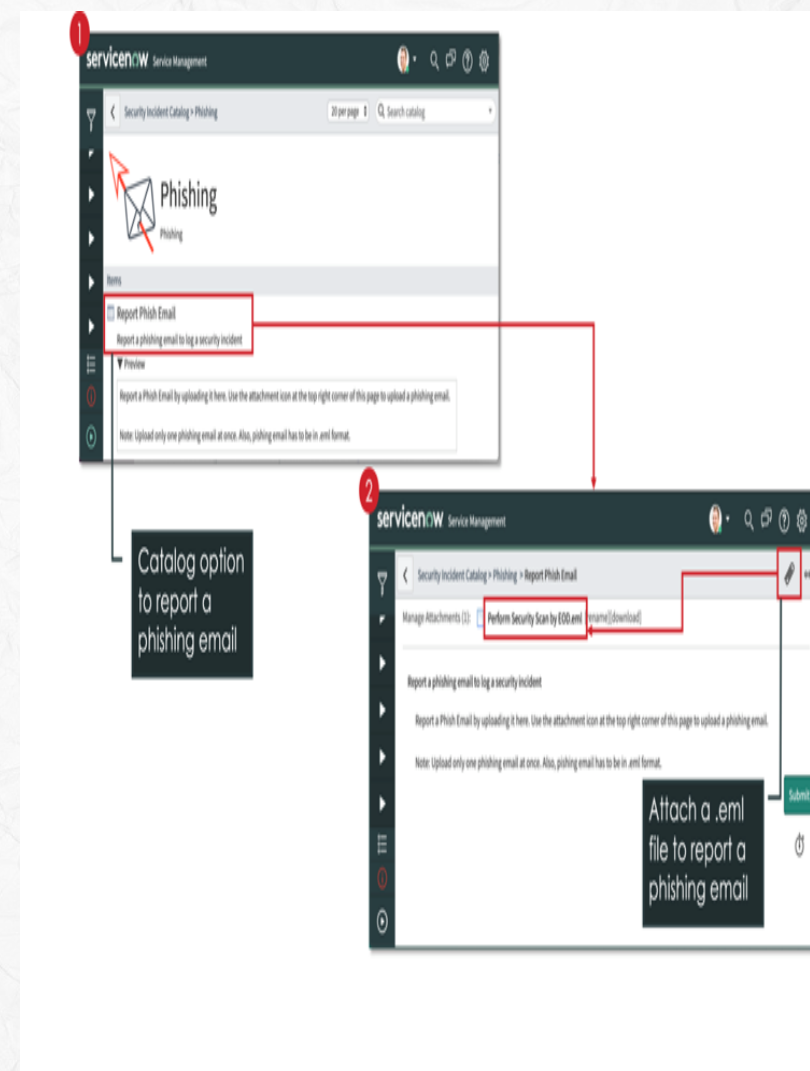 1
servicenow Service Management
Security Incident Catalog > Phishing
20 per page
Search catalog
Phishing
Phishing
Items
Report Phish Email
Report a phishing email to log a security incident
Preview
Report a Phish Email by uploading it here. Use the attachment icon at the top right corner of this page to upload a phishing email.
Note: Upload only one phishing email at once. Also, pishing email has to be in .eml format.
Catalog option
to report a
phishing email
2
servicenow Service Management
Security Incident Catalog > Phishing > Report Phish Email
Manage Attachments (1): Perform Security Scan by EOD.eml [rename][download]
Report a phishing email to log a security incident
Report a Phish Email by uploading it here. Use the attachment icon at the top right corner of this page to upload a phishing email.
Note: Upload only one phishing email at once. Also, pishing email has to be in .eml format.
Submit
Attach a .eml
file to report a
phishing email